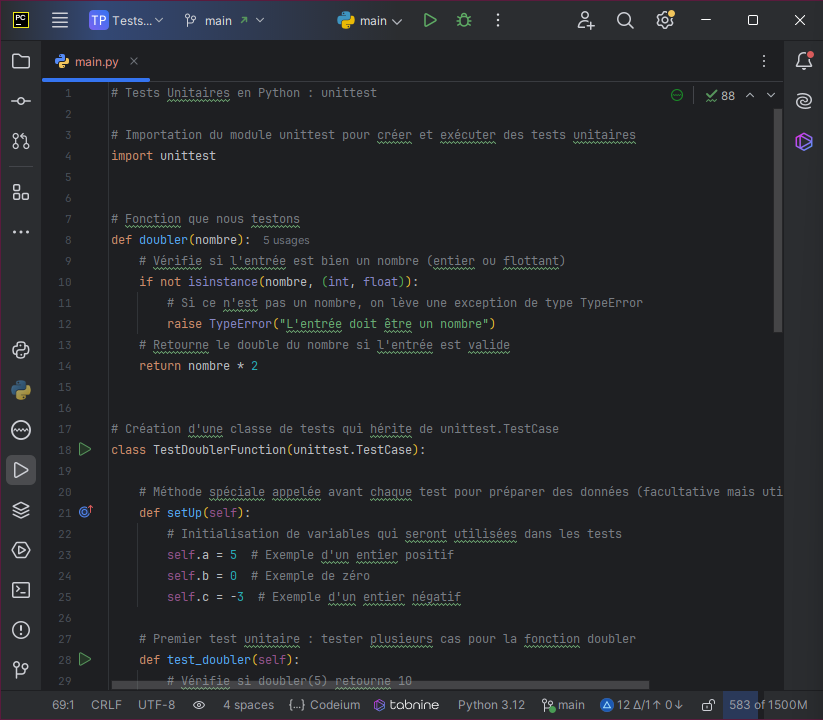 PC TP Tests... main main
main.py
1 # Tests Unitaires en Python : unittest 88
2
3 # Importation du module unittest pour créer et exécuter des tests unitaires
4 import unittest
5
6
7 # Fonction que nous testons
8 def doubler(nombre): 5 usages
9 # Vérifie si l'entrée est bien un nombre (entier ou flottant)
10 if not isinstance(nombre, (int, float)):
11 # Si ce n'est pas un nombre, on lève une exception de type TypeError
12 raise TypeError("L'entrée doit être un nombre")
13 # Retourne le double du nombre si l'entrée est valide
14 return nombre * 2
15
16
17 # Création d'une classe de tests qui hérite de unittest.TestCase
18 class TestDoublerFunction(unittest.TestCase):
19
20 # Méthode spéciale appelée avant chaque test pour préparer des données (facultative mais uti
21 def setUp(self):
22 # Initialisation de variables qui seront utilisées dans les tests
23 self.a = 5 # Exemple d'un entier positif
24 self.b = 0 # Exemple de zéro
25 self.c = -3 # Exemple d'un entier négatif
26
27 # Premier test unitaire : tester plusieurs cas pour la fonction doubler
28 def test_doubler(self):
29 # Vérifie si doubler(5) retourne 10
69:1 CRLF UTF-8 4 spaces {...} Codeium tabnine Python 3.12 main 12 Δ/1↑ 0↓ 583 of 1500M